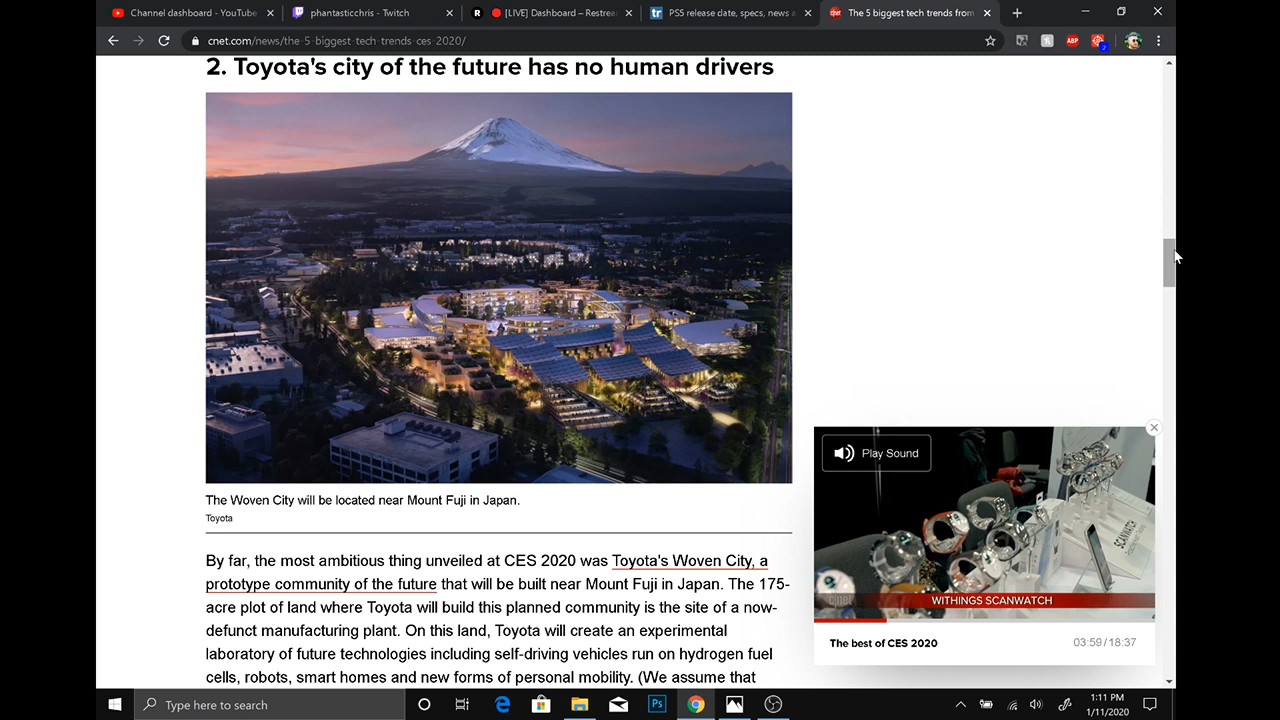 Channel dashboard - YouTube
phantasticchris - Twitch
[LIVE] Dashboard – Restrea
PS5 release date, specs, news a
The 5 biggest tech trends from
cnet.com/news/the-5-biggest-tech-trends-ces-2020/
ABP
2. Toyota's city of the future has no human drivers
The Woven City will be located near Mount Fuji in Japan.
Toyota
By far, the most ambitious thing unveiled at CES 2020 was Toyota's Woven City, a
prototype community of the future that will be built near Mount Fuji in Japan. The 175-
acre plot of land where Toyota will build this planned community is the site of a now-
defunct manufacturing plant. On this land, Toyota will create an experimental
laboratory of future technologies including self-driving vehicles run on hydrogen fuel
cells, robots, smart homes and new forms of personal mobility. (We assume that
Play Sound
SCANWATCH
cnet
WITHINGS SCANWATCH
The best of CES 2020
03:59/18:37
Type here to search
Ps
1:11 PM
1/11/2020